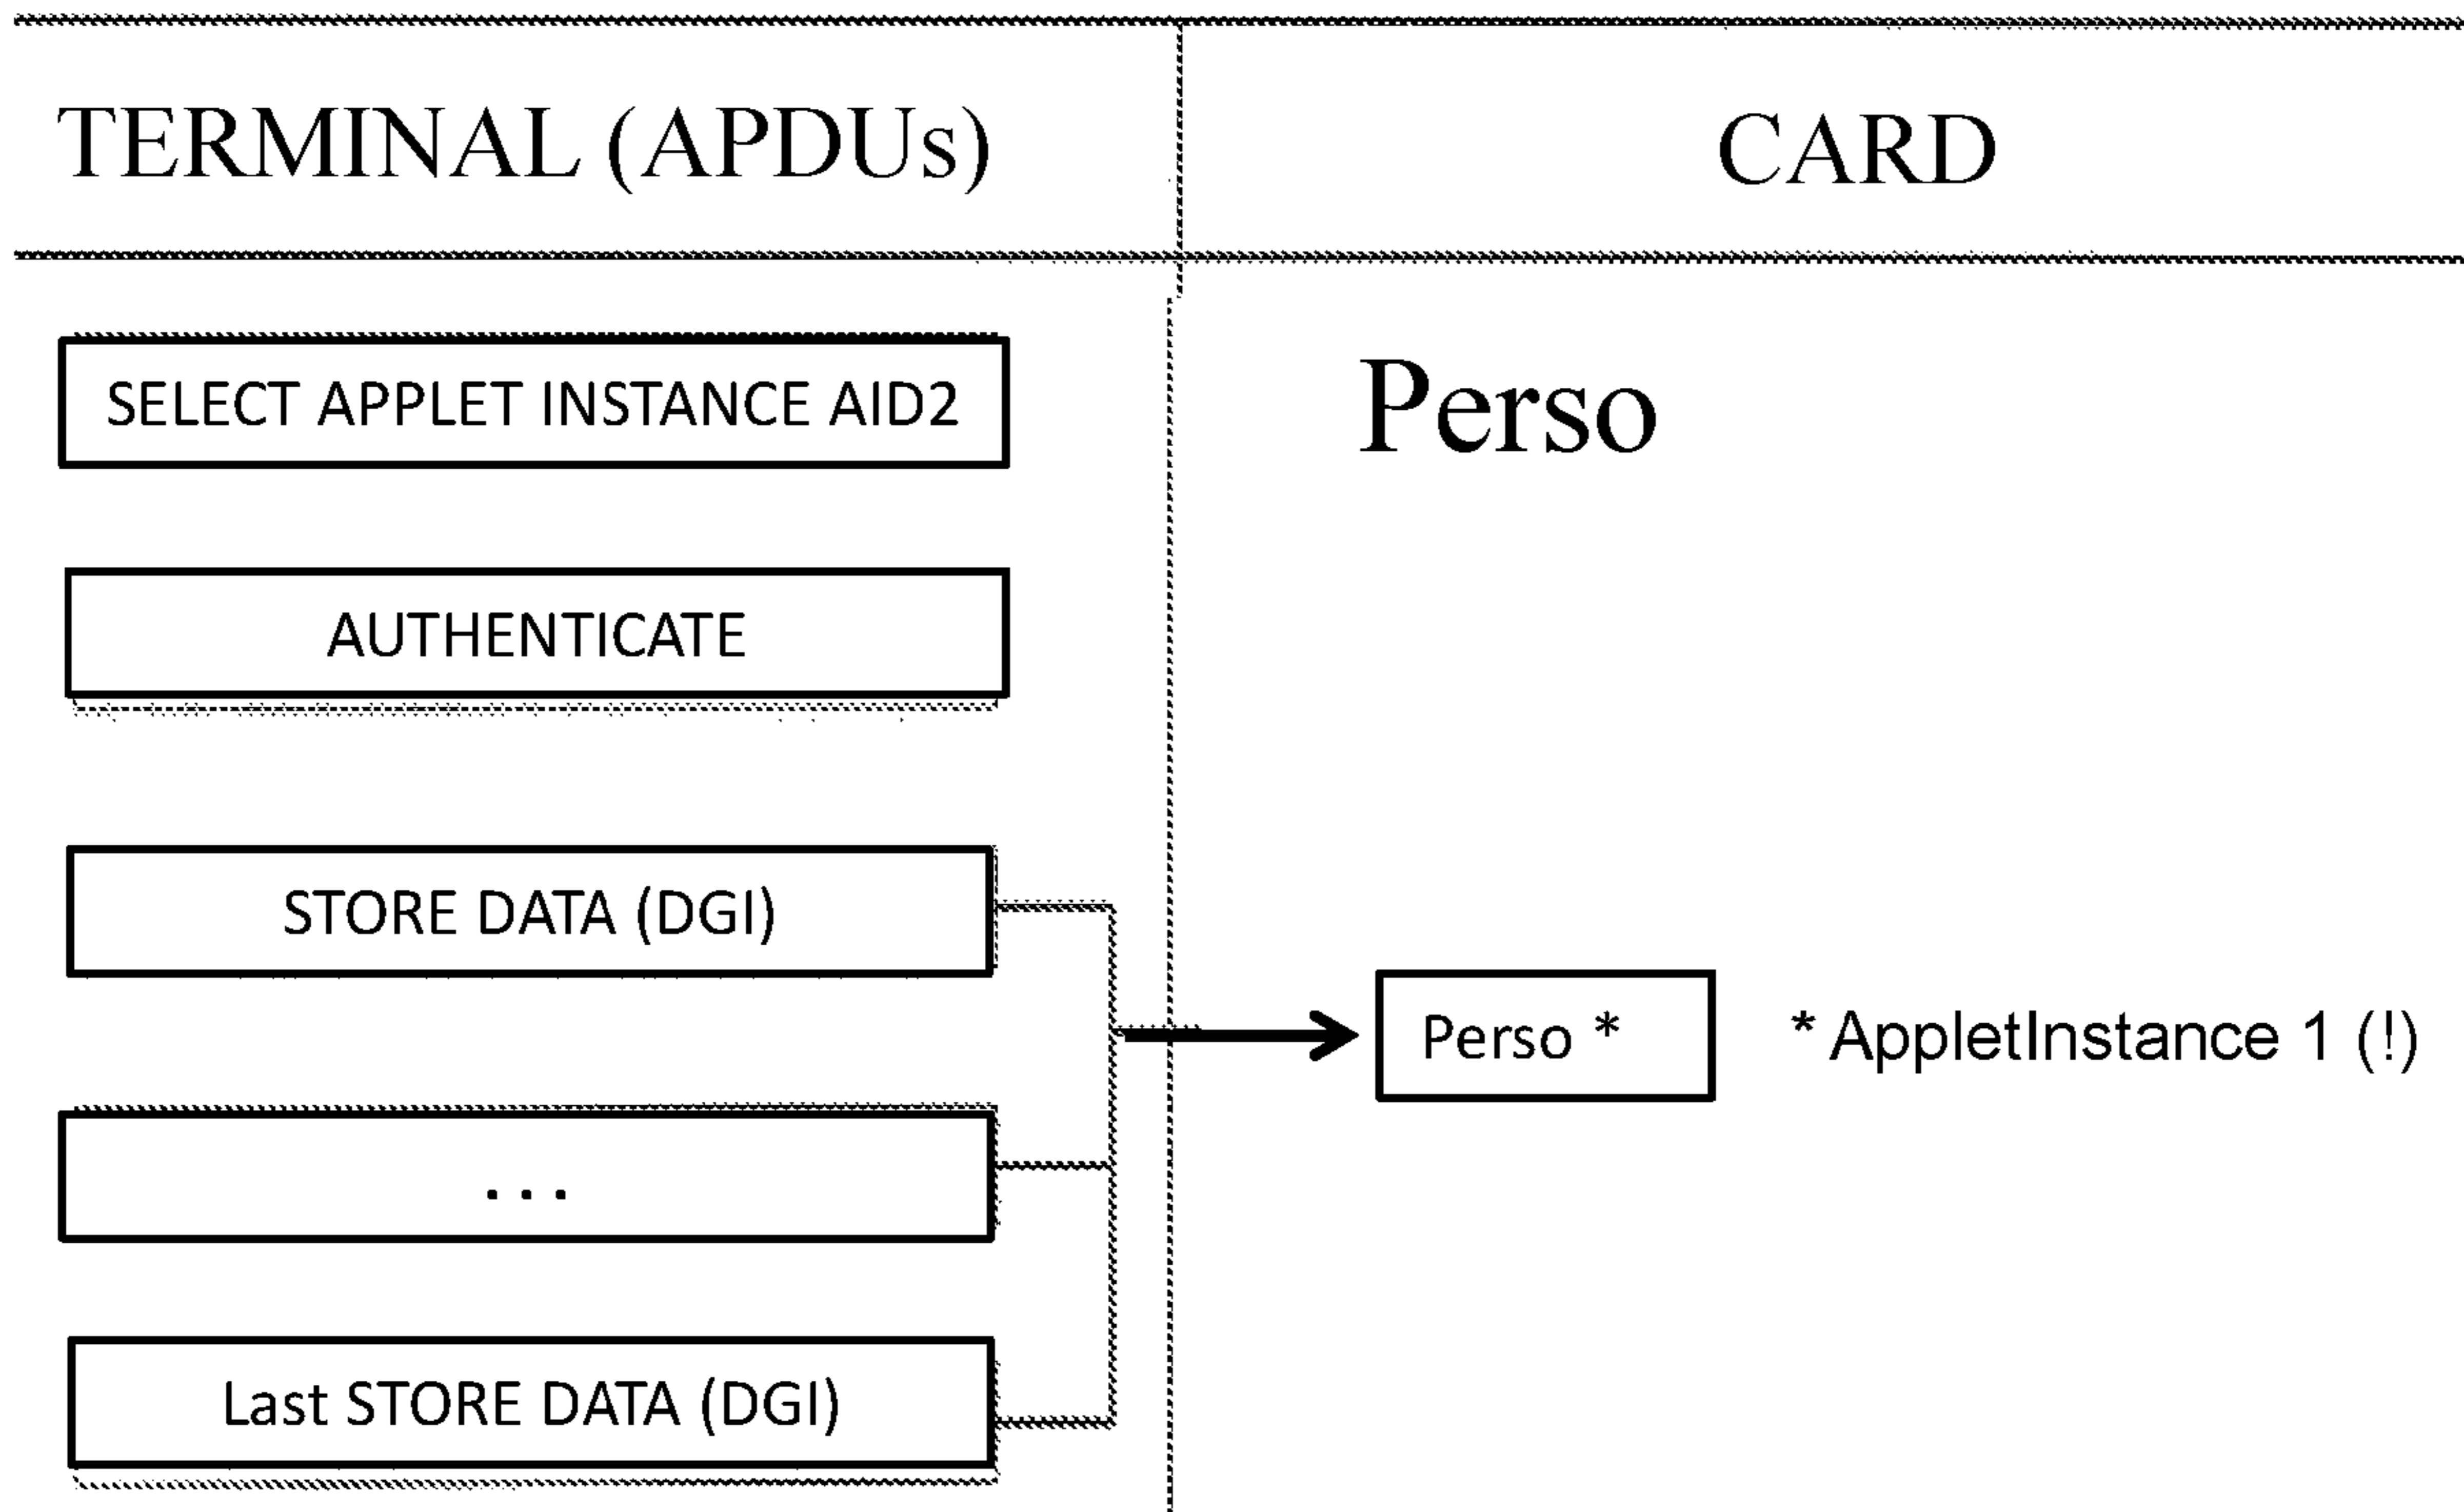 TERMINAL (APDUs)
CARD
SELECT APPLET INSTANCE AID2
Perso
AUTHENTICATE
STORE DATA (DGI)
Perso *
* AppletInstance 1 (!)
...
Last STORE DATA (DGI)